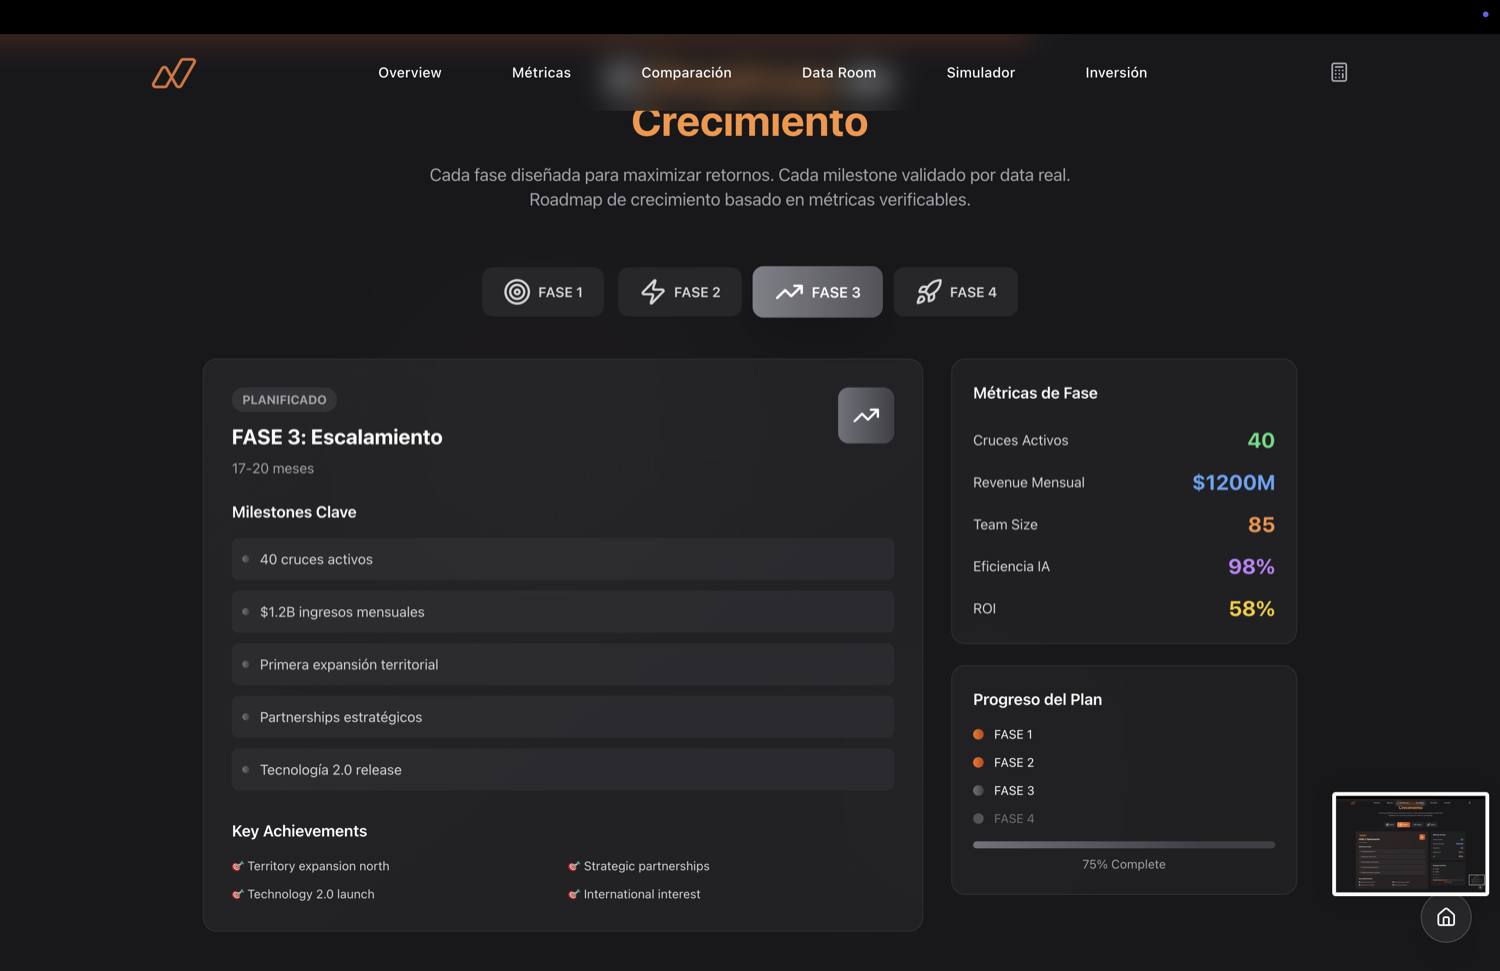 Overview
Métricas
Comparación
Data Room
Simulador
Inversión
Crecimiento
Cada fase diseñada para maximizar retornos. Cada milestone validado por data real.
Roadmap de crecimiento basado en métricas verificables.
FASE 1
FASE 2
FASE 3
FASE 4
PLANIFICADO
FASE 3: Escalamiento
17-20 meses
Milestones Clave
40 cruces activos
$1.2B ingresos mensuales
Primera expansión territorial
Partnerships estratégicos
Tecnología 2.0 release
Key Achievements
Territory expansion north
Strategic partnerships
Technology 2.0 launch
International interest
Métricas de Fase
Cruces Activos 40
Revenue Mensual $1200M
Team Size 85
Eficiencia IA 98%
ROI 58%
Progreso del Plan
FASE 1
FASE 2
FASE 3
FASE 4
75% Complete
Crecimiento